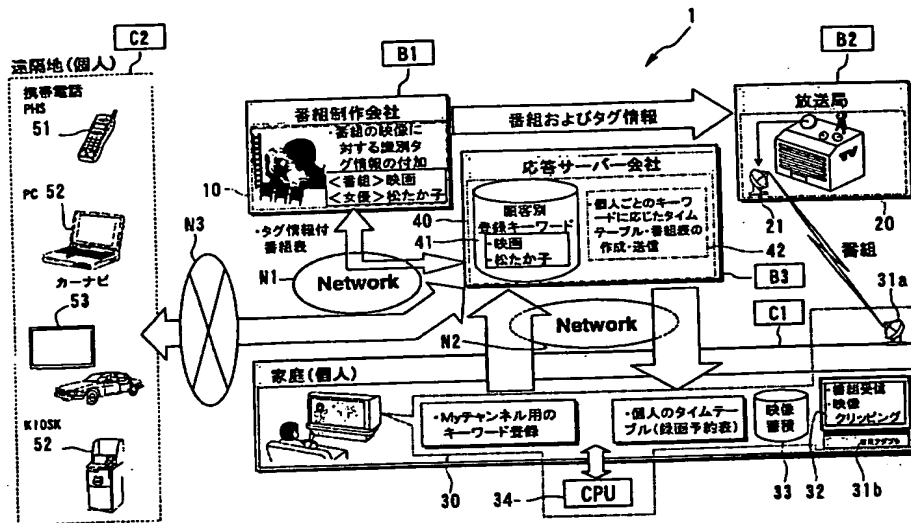 1
C2
遠隔地(個人)
携帯電話
PHS
51
PC 52
カーナビ
53
KIOSK
52
N3
B1
番組制作会社
・番組の映像に
対する識別タ
グ情報の付加
<番組>映画
<女優>松たか子
10
番組およびタグ情報
B2
放送局
20
21
番組
31a
・タグ情報付
番組表
N1
Network
応答サーバー会社
40
顧客別
登録キーワード
41
・映画
・松たか子
・個人ごとのキーワ
ードに応じたタイム
テーブル・番組表の
作成・送信
42
B3
C1
N2
Network
家庭(個人)
・Myチャンネル用の
キーワード登録
・個人のタイムテー
ブル(録画予約表)
映像
蓄積
・番組受信
・映像
クリッピング
30
34
CPU
33
32
31b